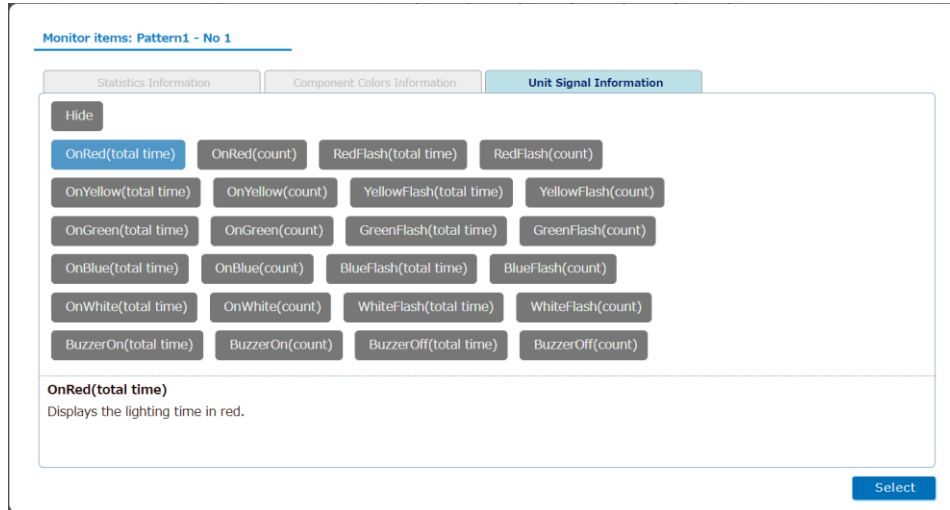 Monitor items: Pattern1 - No 1
Statistics Information Component Colors Information Unit Signal Information
Hide
OnRed(total time) OnRed(count) RedFlash(total time) RedFlash(count)
OnYellow(total time) OnYellow(count) YellowFlash(total time) YellowFlash(count)
OnGreen(total time) OnGreen(count) GreenFlash(total time) GreenFlash(count)
OnBlue(total time) OnBlue(count) BlueFlash(total time) BlueFlash(count)
OnWhite(total time) OnWhite(count) WhiteFlash(total time) WhiteFlash(count)
BuzzerOn(total time) BuzzerOn(count) BuzzerOff(total time) BuzzerOff(count)
OnRed(total time)
Displays the lighting time in red.
Select